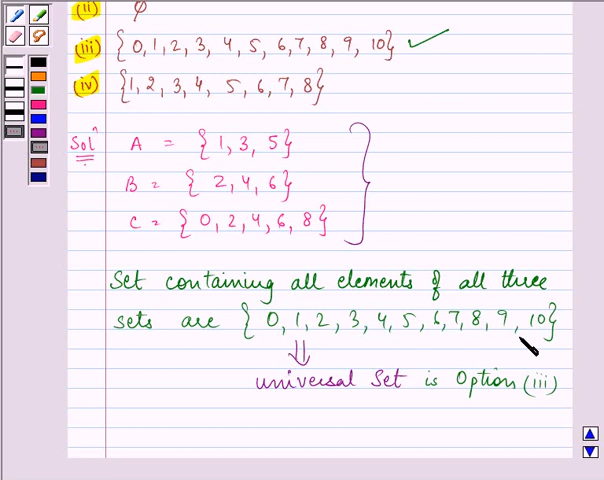 (ii) φ
(iii) {0, 1, 2, 3, 4, 5, 6, 7, 8, 9, 10} ✓
(iv) {1, 2, 3, 4, 5, 6, 7, 8}
Solⁿ A = {1, 3, 5}
B = {2, 4, 6}
C = {0, 2, 4, 6, 8}
Set containing all elements of all three
sets are {0, 1, 2, 3, 4, 5, 6, 7, 8, 9, 10}
⇓
universal Set is Option (iii)